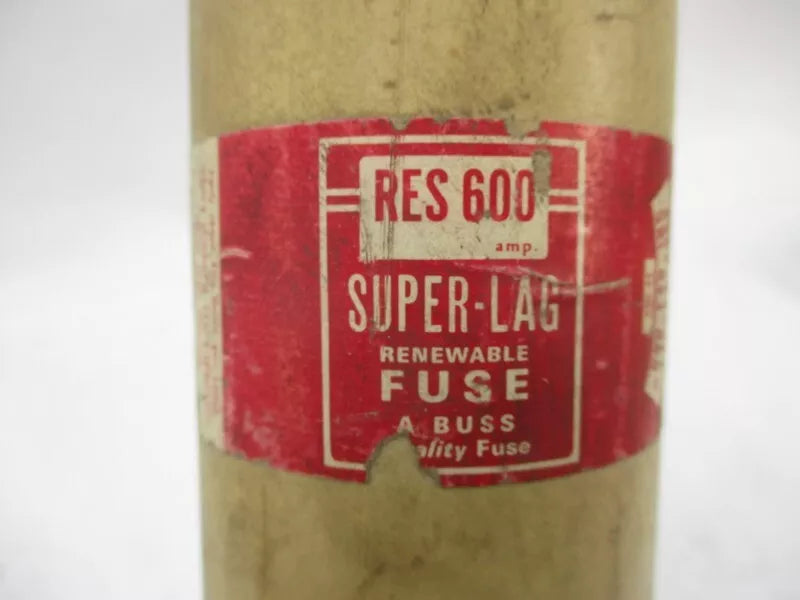 RES 600
amp.
SUPER-LAG
RENEWABLE
FUSE
A BUSS
Fuse